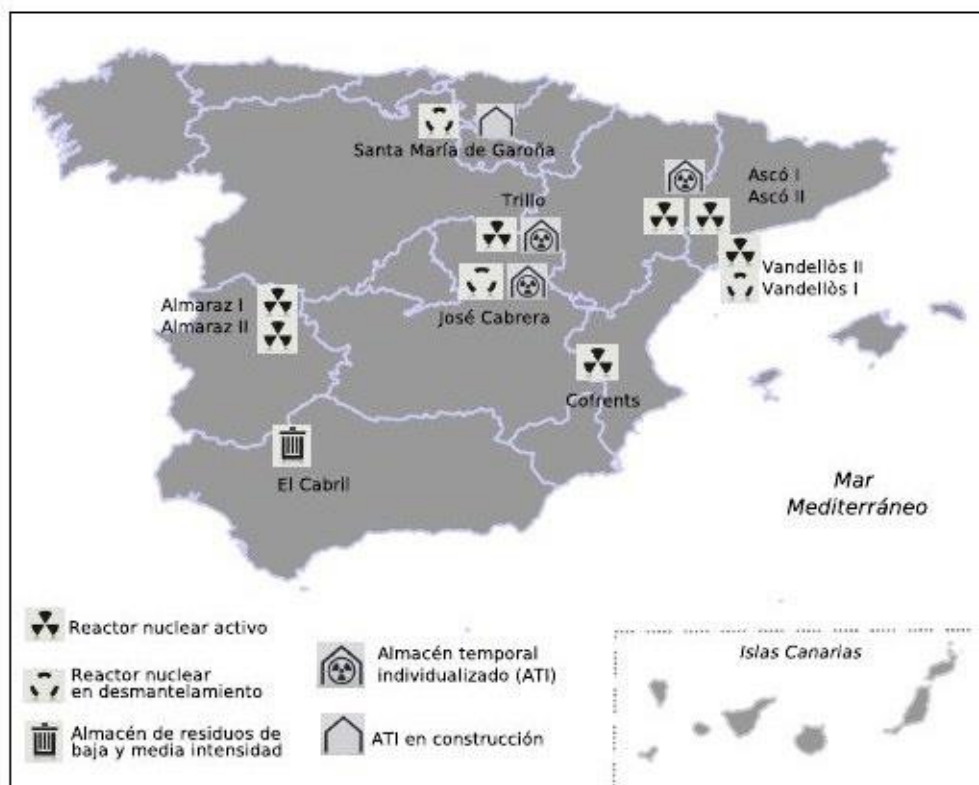 Santa María de Garoña
Trillo
Ascó I
Ascó II
Vandellòs II
Vandellòs I
Almaraz I
Almaraz II
José Cabrera
Cofrents
El Cabril
Mar
Mediterráneo
Reactor nuclear activo
Reactor nuclear
en desmantelamiento
Almacén de residuos de
baja y media intensidad
Almacén temporal
individualizado (ATI)
ATI en construcción
Islas Canarias